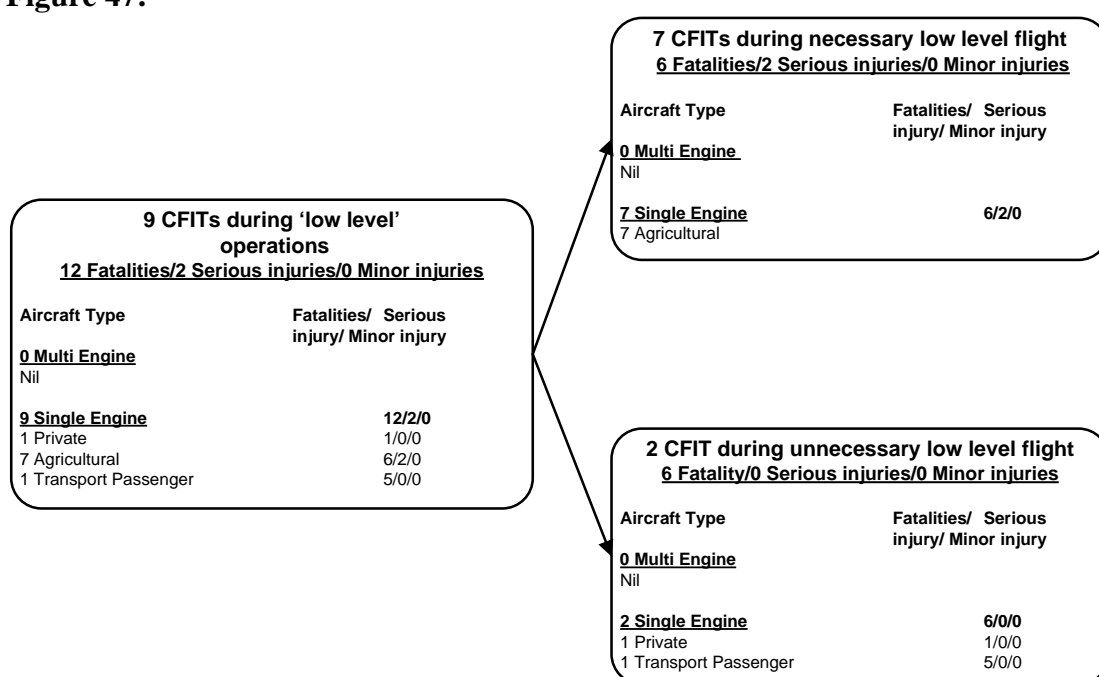 Figure 47:
9 CFITs during ‘low level’
operations
12 Fatalities/2 Serious injuries/0 Minor injuries
Aircraft Type Fatalities/ Serious
injury/ Minor injury
0 Multi Engine
Nil
9 Single Engine 12/2/0
1 Private 1/0/0
7 Agricultural 6/2/0
1 Transport Passenger 5/0/0
7 CFITs during necessary low level flight
6 Fatalities/2 Serious injuries/0 Minor injuries
Aircraft Type Fatalities/ Serious
injury/ Minor injury
0 Multi Engine
Nil
7 Single Engine 6/2/0
7 Agricultural
2 CFIT during unnecessary low level flight
6 Fatality/0 Serious injuries/0 Minor injuries
Aircraft Type Fatalities/ Serious
injury/ Minor injury
0 Multi Engine
Nil
2 Single Engine 6/0/0
1 Private 1/0/0
1 Transport Passenger 5/0/0